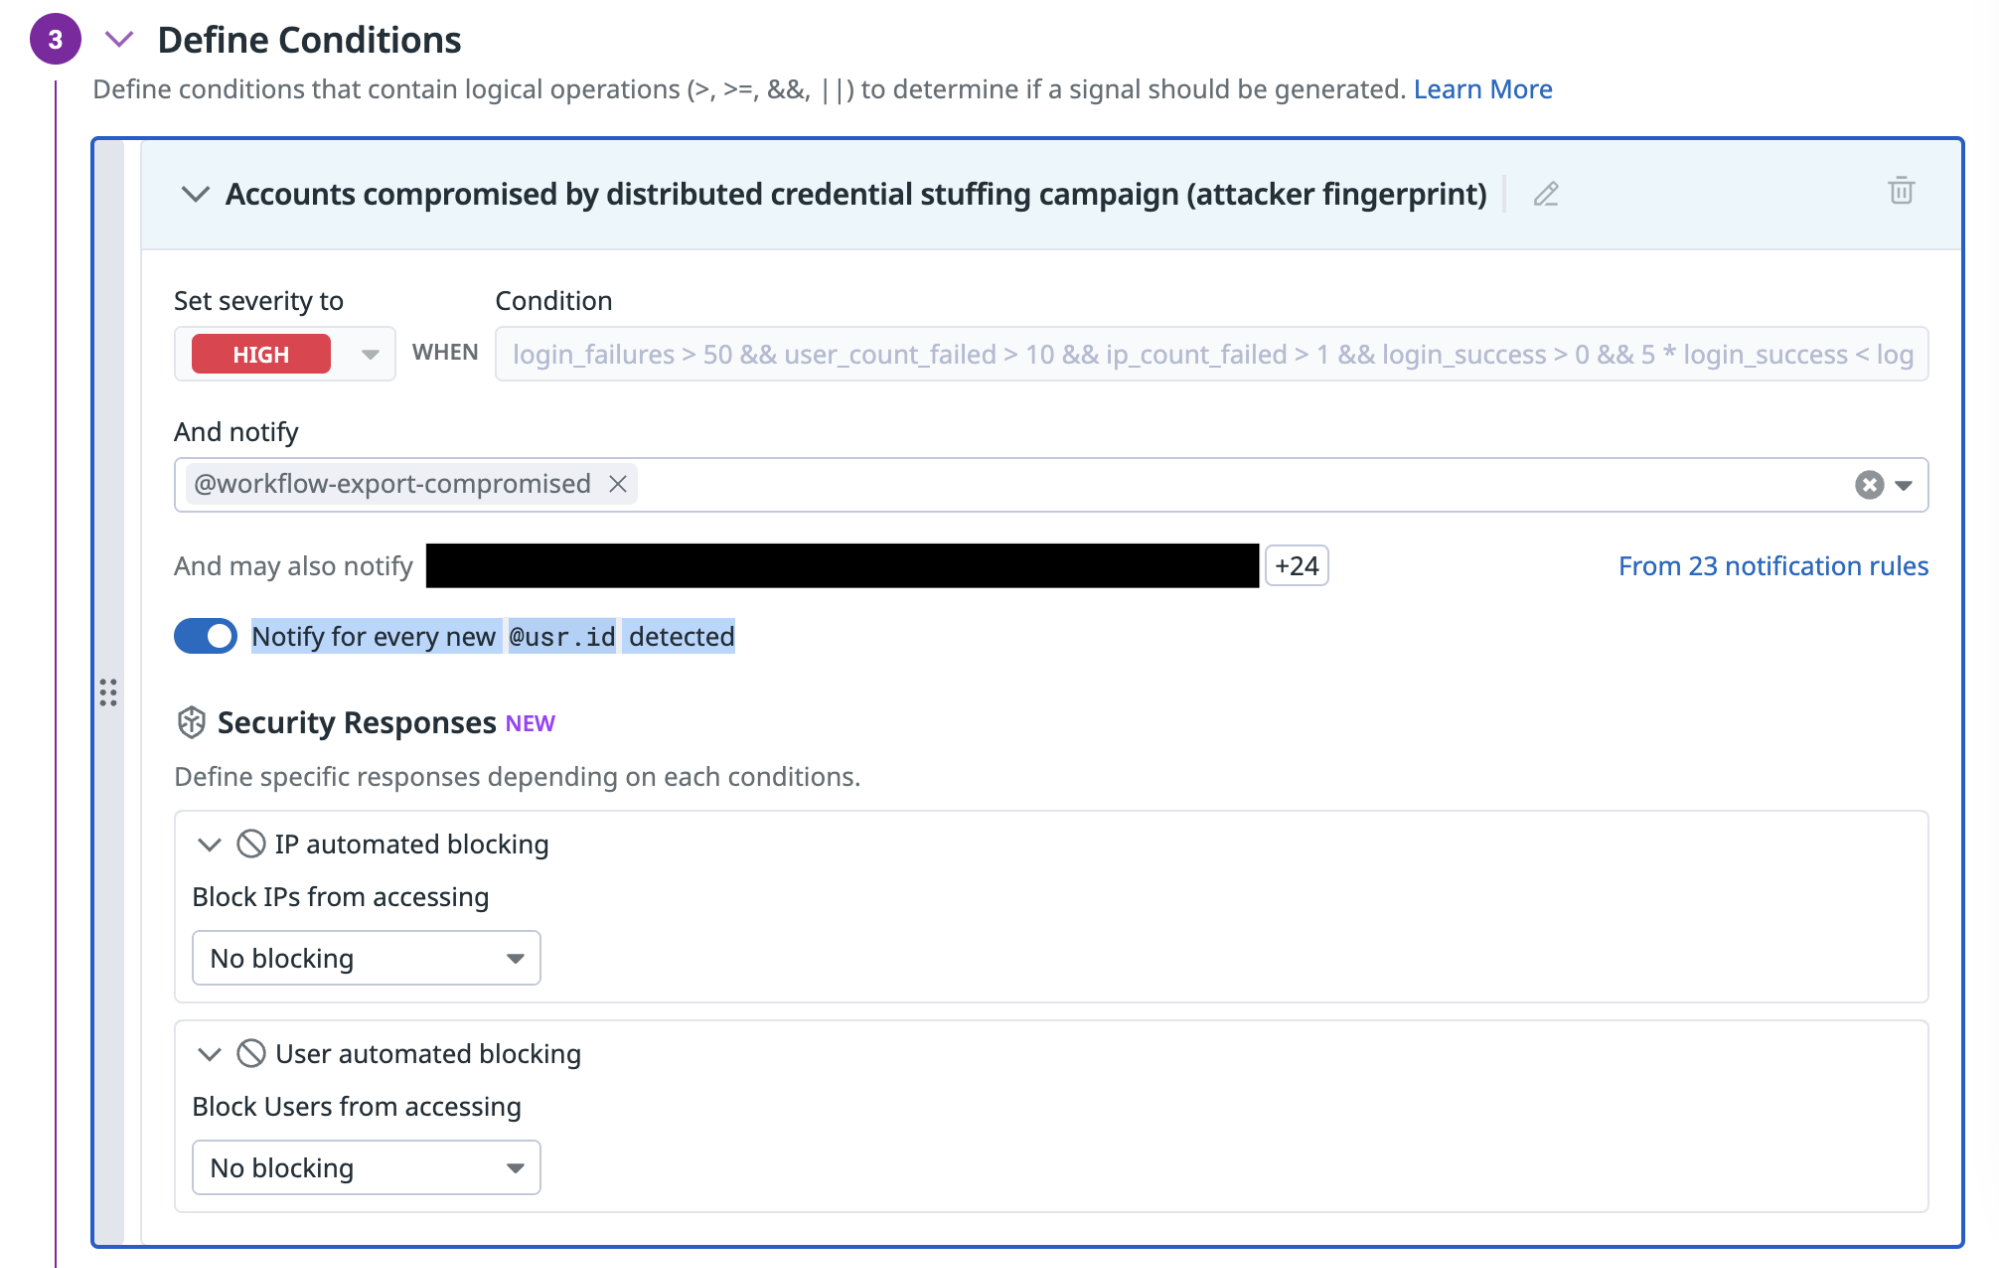 3 Define Conditions
Define conditions that contain logical operations (>, >=, &&, ||) to determine if a signal should be generated. Learn More
Accounts compromised by distributed credential stuffing campaign (attacker fingerprint)
Set severity to Condition
HIGH WHEN login_failures > 50 && user_count_failed > 10 && ip_count_failed > 1 && login_success > 0 && 5 * login_success < log
And notify
@workflow-export-compromised
And may also notify +24 From 23 notification rules
Notify for every new @usr.id detected
Security Responses NEW
Define specific responses depending on each conditions.
IP automated blocking
Block IPs from accessing
No blocking
User automated blocking
Block Users from accessing
No blocking